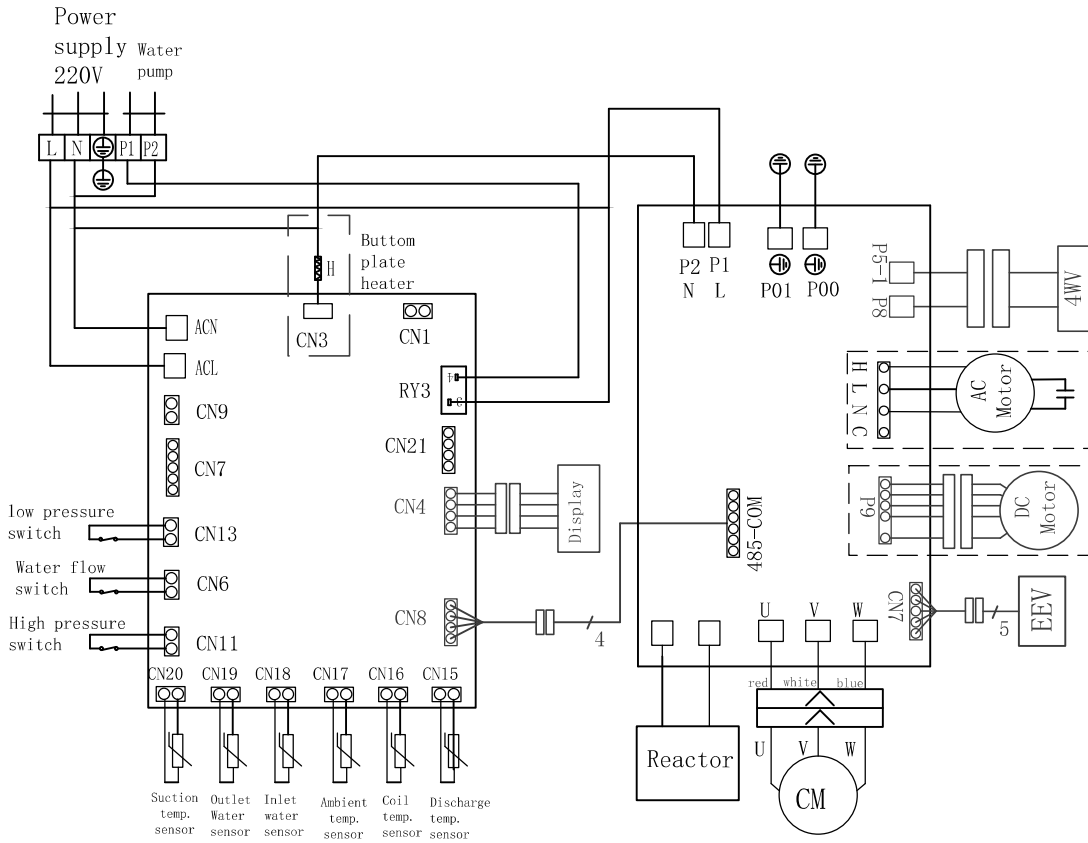 Power
supply
220V
Water
pump
L
N
P1
P2
H
Buttom
plate
heater
CN3
CN1
ACN
ACL
RY3
4
3
CN9
CN21
CN7
CN4
Display
low pressure
switch
CN13
Water flow
switch
CN6
High pressure
switch
CN11
CN8
4
CN20
CN19
CN18
CN17
CN16
CN15
Suction
temp.
sensor
Outlet
Water
sensor
Inlet
water
sensor
Ambient
temp.
sensor
Coil
temp.
sensor
Discharge
temp.
sensor
P2
N
P1
L
P01
P00
P5-1
P8
4WV
H L N C
AC
Motor
P9
DC
Motor
485-COM
CN7
5
EEV
U
V
W
red
white
blue
U
V
W
Reactor
CM